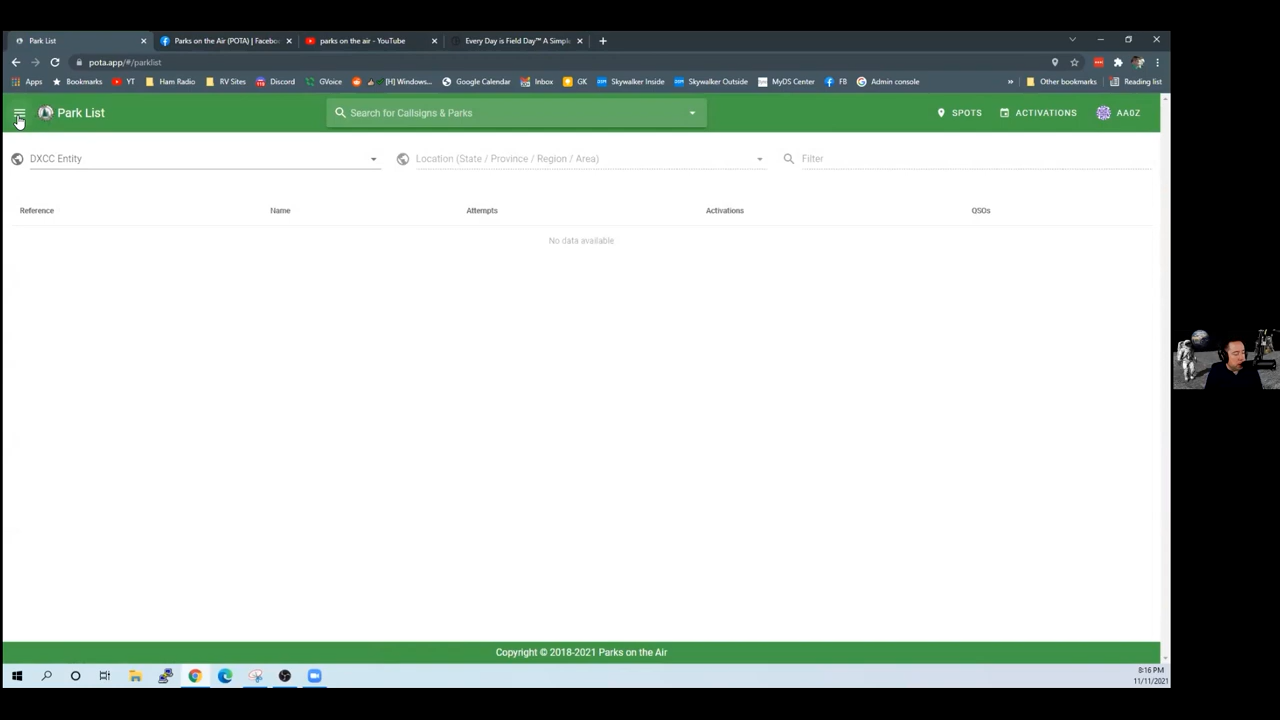 Park List
Parks on the Air (POTA) | Faceboo
parks on the air - YouTube
Every Day is Field Day™ A Simple
pota.app/#/parklist
Apps
Bookmarks
YT
Ham Radio
RV Sites
Discord
GVoice
[H] Windows...
Google Calendar
Inbox
GK
Skywalker Inside
Skywalker Outside
MyDS Center
FB
Admin console
»
Other bookmarks
Reading list
Park List
Search for Callsigns & Parks
SPOTS
ACTIVATIONS
AA0Z
DXCC Entity
Location (State / Province / Region / Area)
Filter
Reference Name Attempts Activations QSOs
No data available
Copyright © 2018-2021 Parks on the Air
8:16 PM
11/11/2021